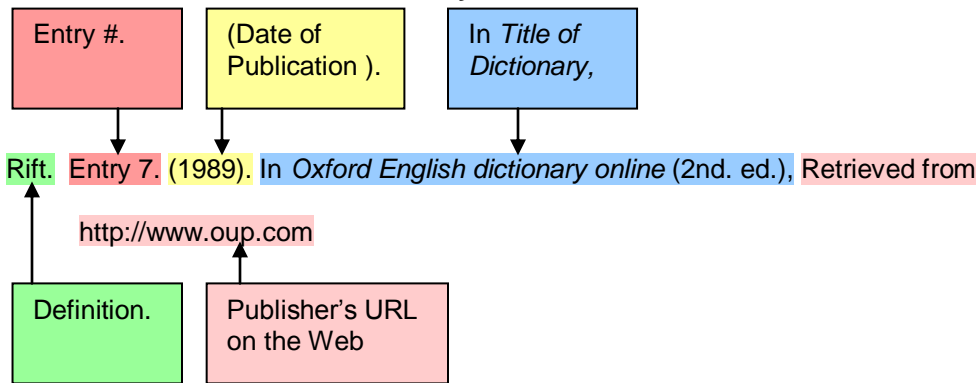 Entry #.
(Date of
Publication ).
In Title of
Dictionary,
Rift. Entry 7. (1989). In Oxford English dictionary online (2nd. ed.), Retrieved from
http://www.oup.com
Definition.
Publisher's URL
on the Web